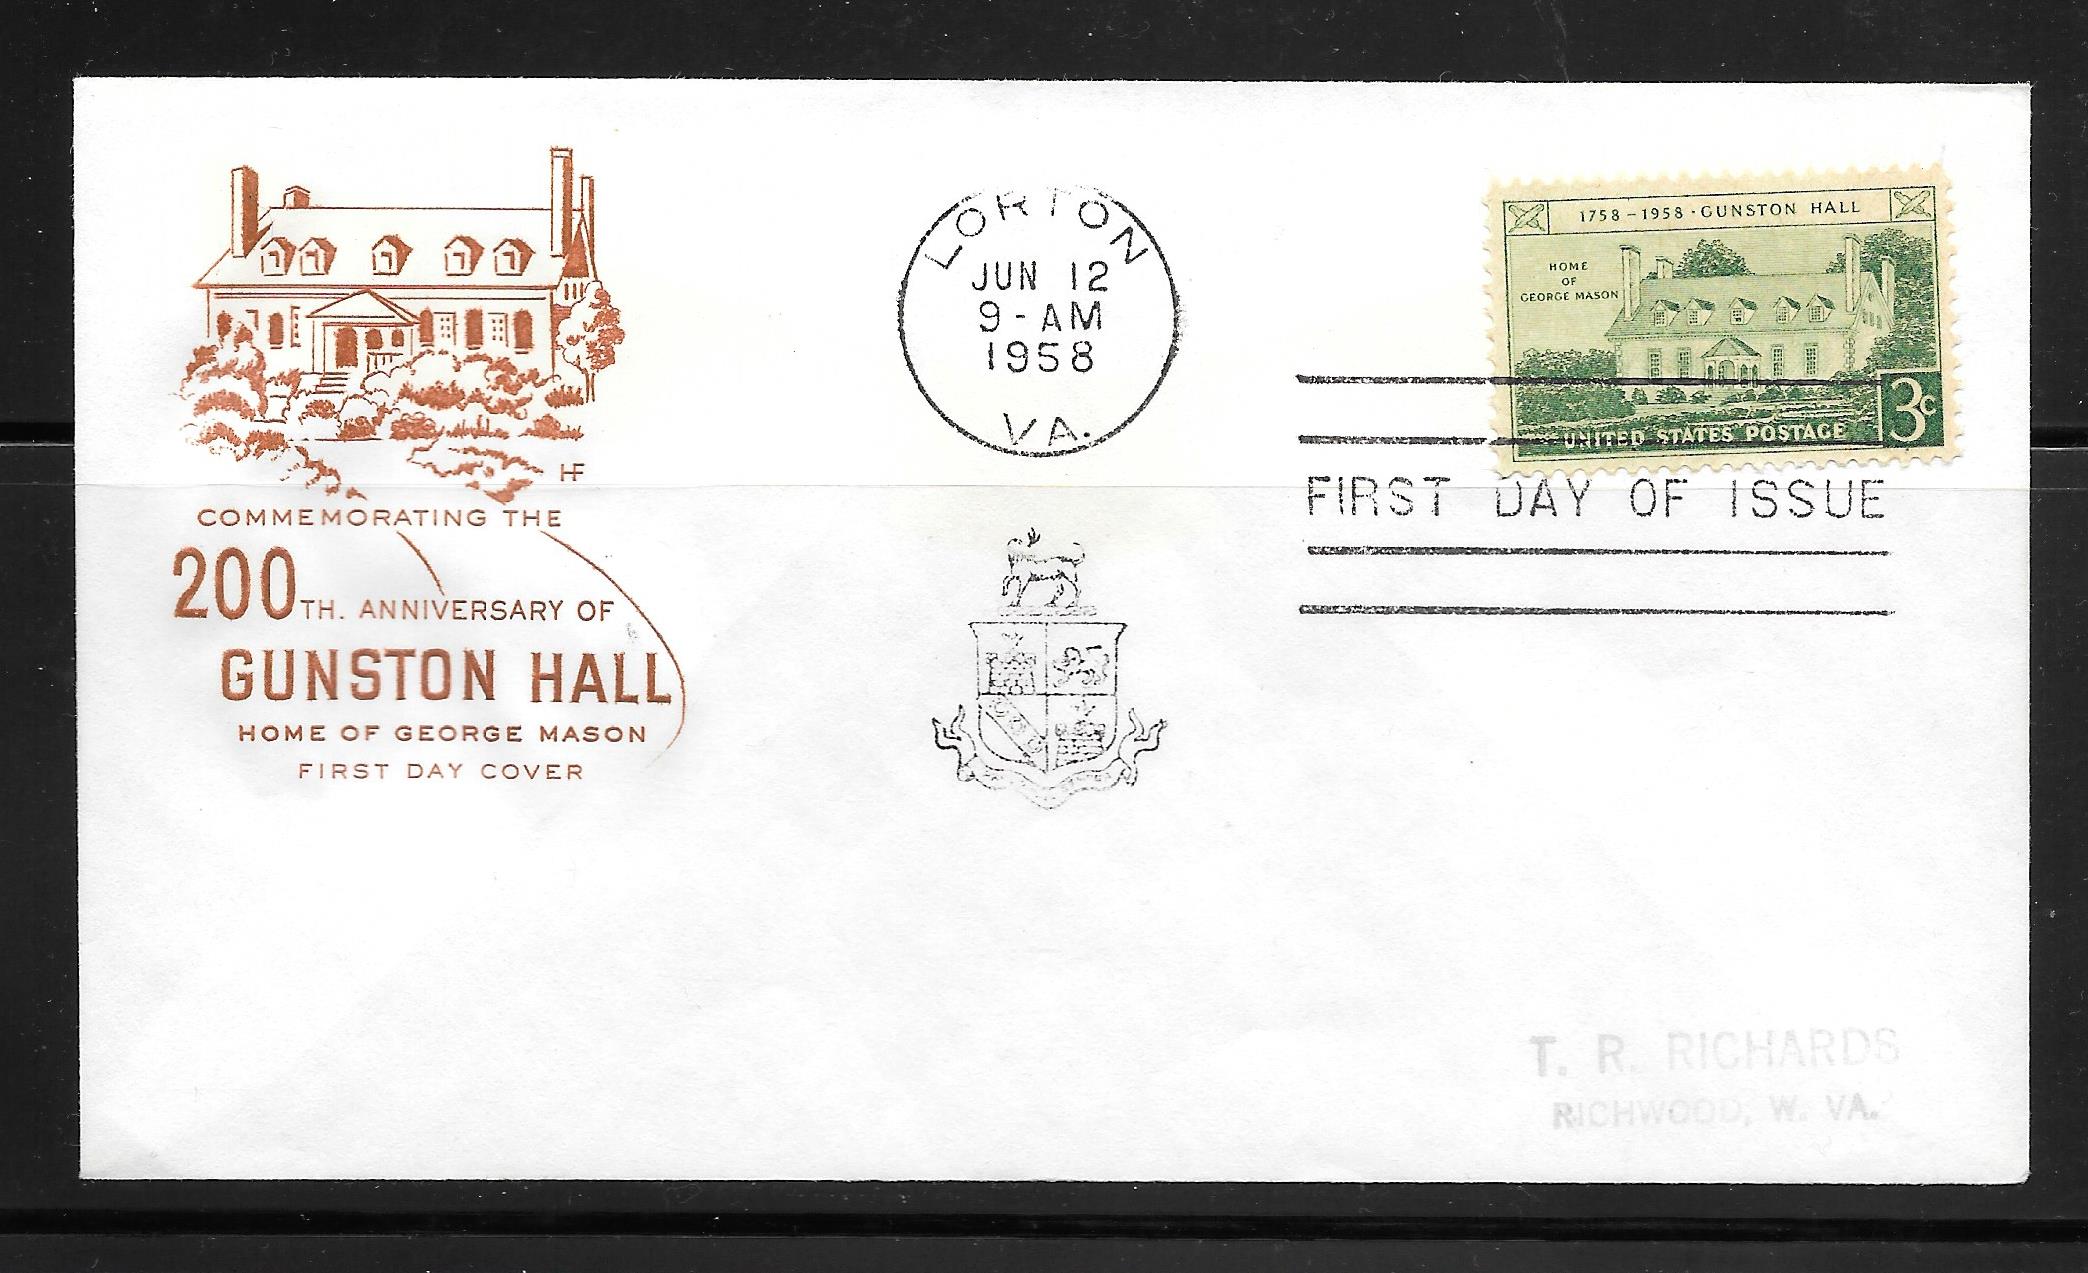 HF
COMMEMORATING THE
200TH. ANNIVERSARY OF
GUNSTON HALL
HOME OF GEORGE MASON
FIRST DAY COVER
LORTON
JUN 12
9-AM
1958
VA.
1758-1958·GUNSTON HALL
HOME
OF
GEORGE MASON
3c
UNITED STATES POSTAGE
FIRST DAY OF ISSUE
T. R. RICHARDS
RICHWOOD, W. VA.